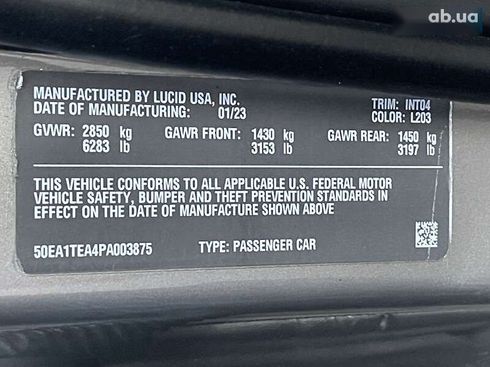 ab.ua
MANUFACTURED BY LUCID USA, INC. TRIM: INT04
DATE OF MANUFACTURING: 01/23 COLOR: L203
GVWR: 2850 kg GAWR FRONT: 1430 kg GAWR REAR: 1450 kg
6283 lb 3153 lb 3197 lb
THIS VEHICLE CONFORMS TO ALL APPLICABLE U.S. FEDERAL MOTOR
VEHICLE SAFETY, BUMPER AND THEFT PREVENTION STANDARDS IN
EFFECT ON THE DATE OF MANUFACTURE SHOWN ABOVE
50EA1TEA4PA003875 TYPE: PASSENGER CAR